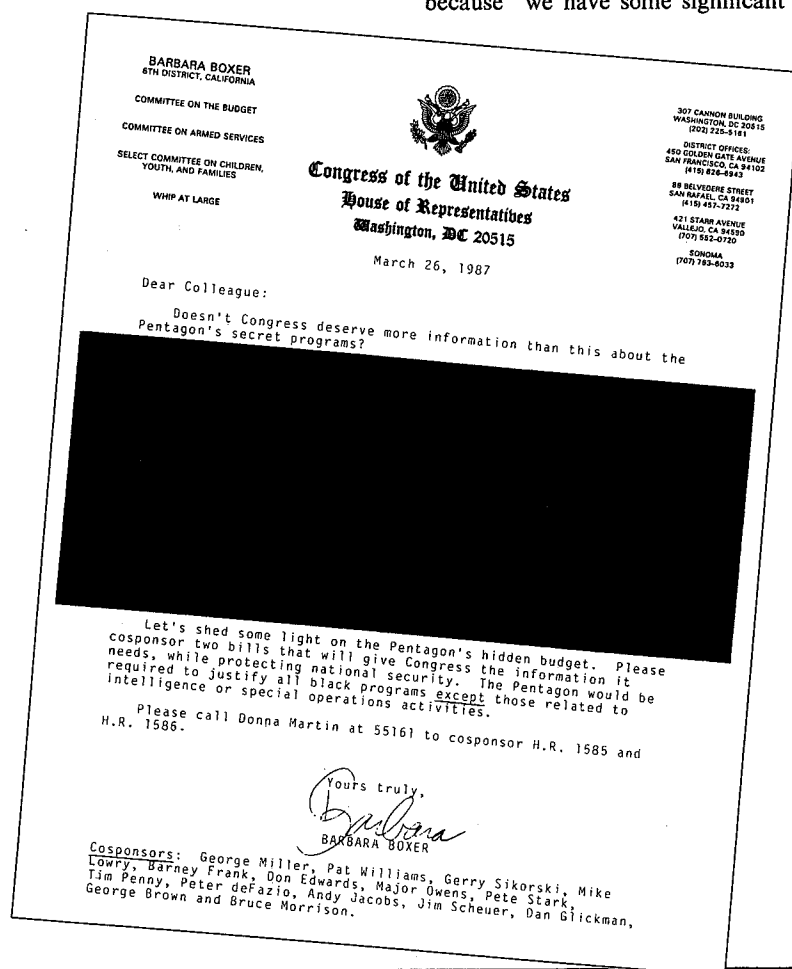 because "we have some significant
BARBARA BOXER
6TH DISTRICT, CALIFORNIA
COMMITTEE ON THE BUDGET
COMMITTEE ON ARMED SERVICES
SELECT COMMITTEE ON CHILDREN,
YOUTH, AND FAMILIES
WHIP AT LARGE
307 CANNON BUILDING
WASHINGTON, DC 20515
(202) 225-5161
DISTRICT OFFICES:
450 GOLDEN GATE AVENUE
SAN FRANCISCO, CA 94102
(415) 626-6943
88 BELVEDERE STREET
SAN RAFAEL, CA 94901
(415) 457-7272
421 STARR AVENUE
VALLEJO, CA 94590
(707) 552-0720
SONOMA
(707) 763-6033
Congress of the United States
House of Representatives
Washington, DC 20515
March 26, 1987
Dear Colleague:
Doesn't Congress deserve more information than this about the
Pentagon's secret programs?
Let's shed some light on the Pentagon's hidden budget. Please
cosponsor two bills that will give Congress the information it
needs, while protecting national security. The Pentagon would be
required to justify all black programs except those related to
intelligence or special operations activities.
Please call Donna Martin at 55161 to cosponsor H.R. 1585 and
H.R. 1586.
Yours truly,
Barbara
BARBARA BOXER
Cosponsors: George Miller, Pat Williams, Gerry Sikorski, Mike
Lowry, Barney Frank, Don Edwards, Major Owens, Pete Stark,
Tim Penny, Peter deFazio, Andy Jacobs, Jim Scheuer, Dan Glickman,
George Brown and Bruce Morrison.